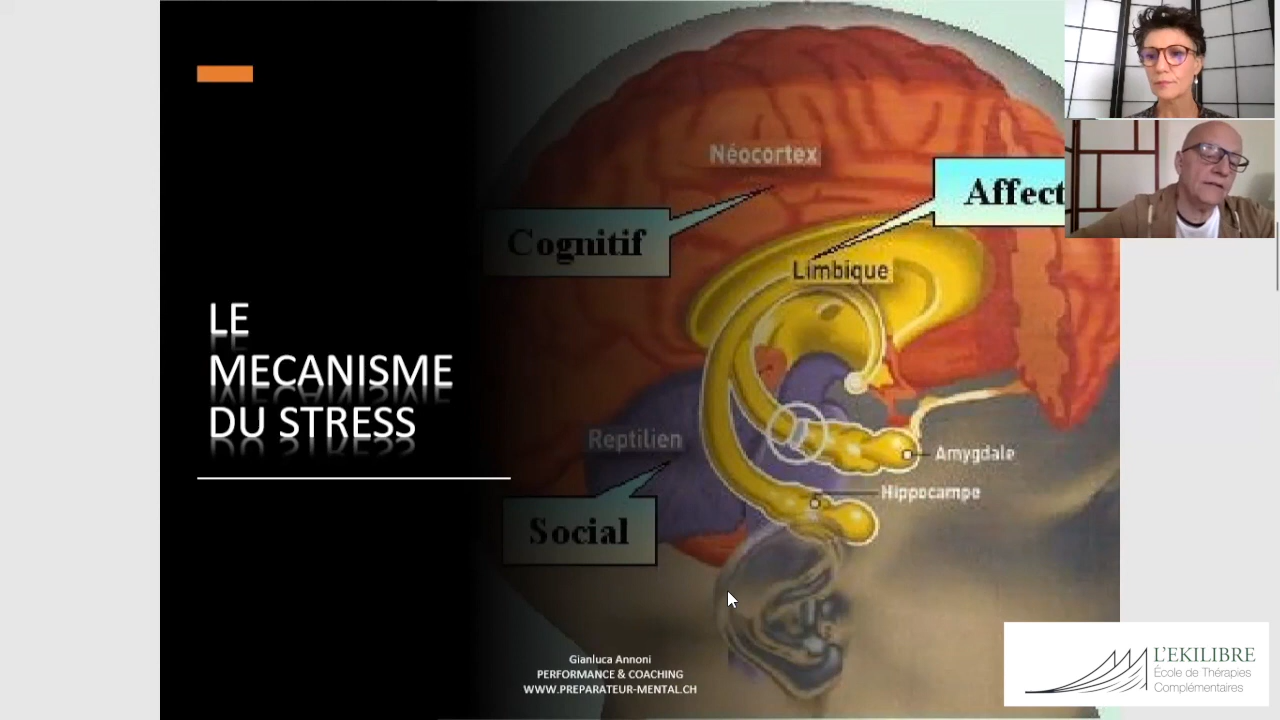 LE
MECANISME
DU STRESS
Néocortex
Cognitif
Affect
Limbique
Reptilien
Amygdale
Hippocampe
Social
Gianluca Annoni
PERFORMANCE & COACHING
WWW.PREPARATEUR-MENTAL.CH
L'EKILIBRE
École de Thérapies
Complémentaires